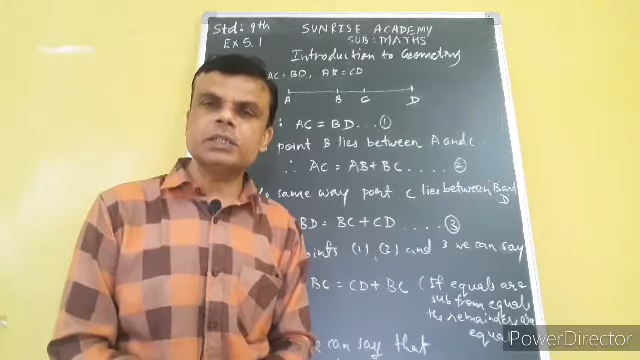 Std: 9th SUNRISE ACADEMY
Ex 5.1 SUB: MATHS
Introduction to Geometry
AC = BD, AB = CD
A B C D
∴ AC = BD ... ①
point B lies between A and C..
∴ AC = AB + BC .... ②
same way point C lies between B and D
BD = BC + CD .... ③
points (1), (2) and 3 we can say
BC = CD + BC (If equals are
sub from equals
the remainders are
equal
can say that
PowerDirector